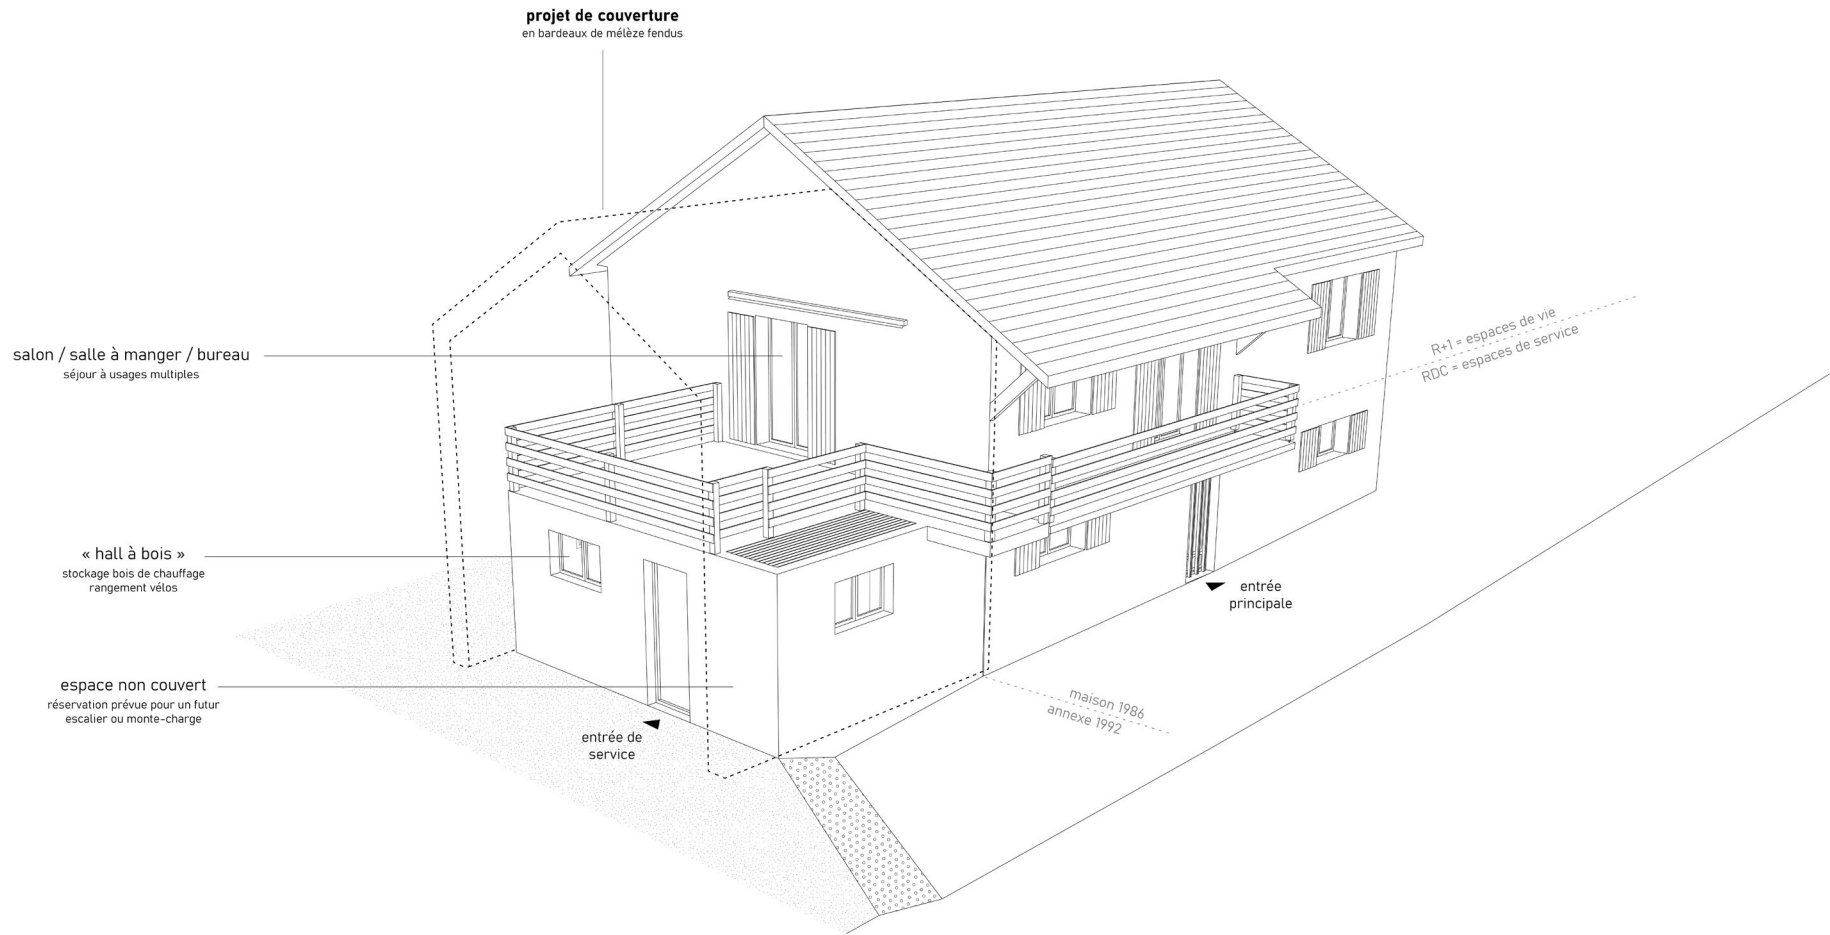 projet de couverture
en bardeaux de mélèze fendus
R+1 = espaces de vie
RDC = espaces de service
salon / salle à manger / bureau
séjour à usages multiples
« hall à bois »
stockage bois de chauffage
rangement vélos
entrée
principale
espace non couvert
réservation prévue pour un futur
escalier ou monte-charge
maison 1986
annexe 1992
entrée de
service